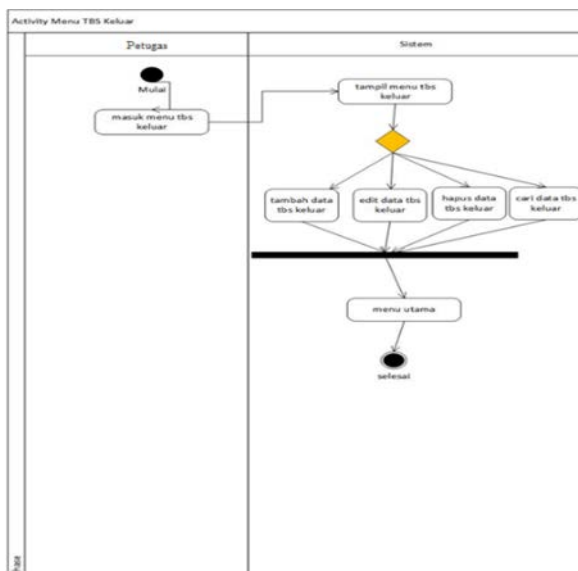 Activity Menu TBS Keluar
Petugas
Sistem
Mulai
masuk menu tbs
keluar
tampil menu tbs
keluar
tambah data
tbs keluar
edit data tbs
keluar
hapus data
tbs keluar
cari data tbs
keluar
menu utama
selesai
Phase